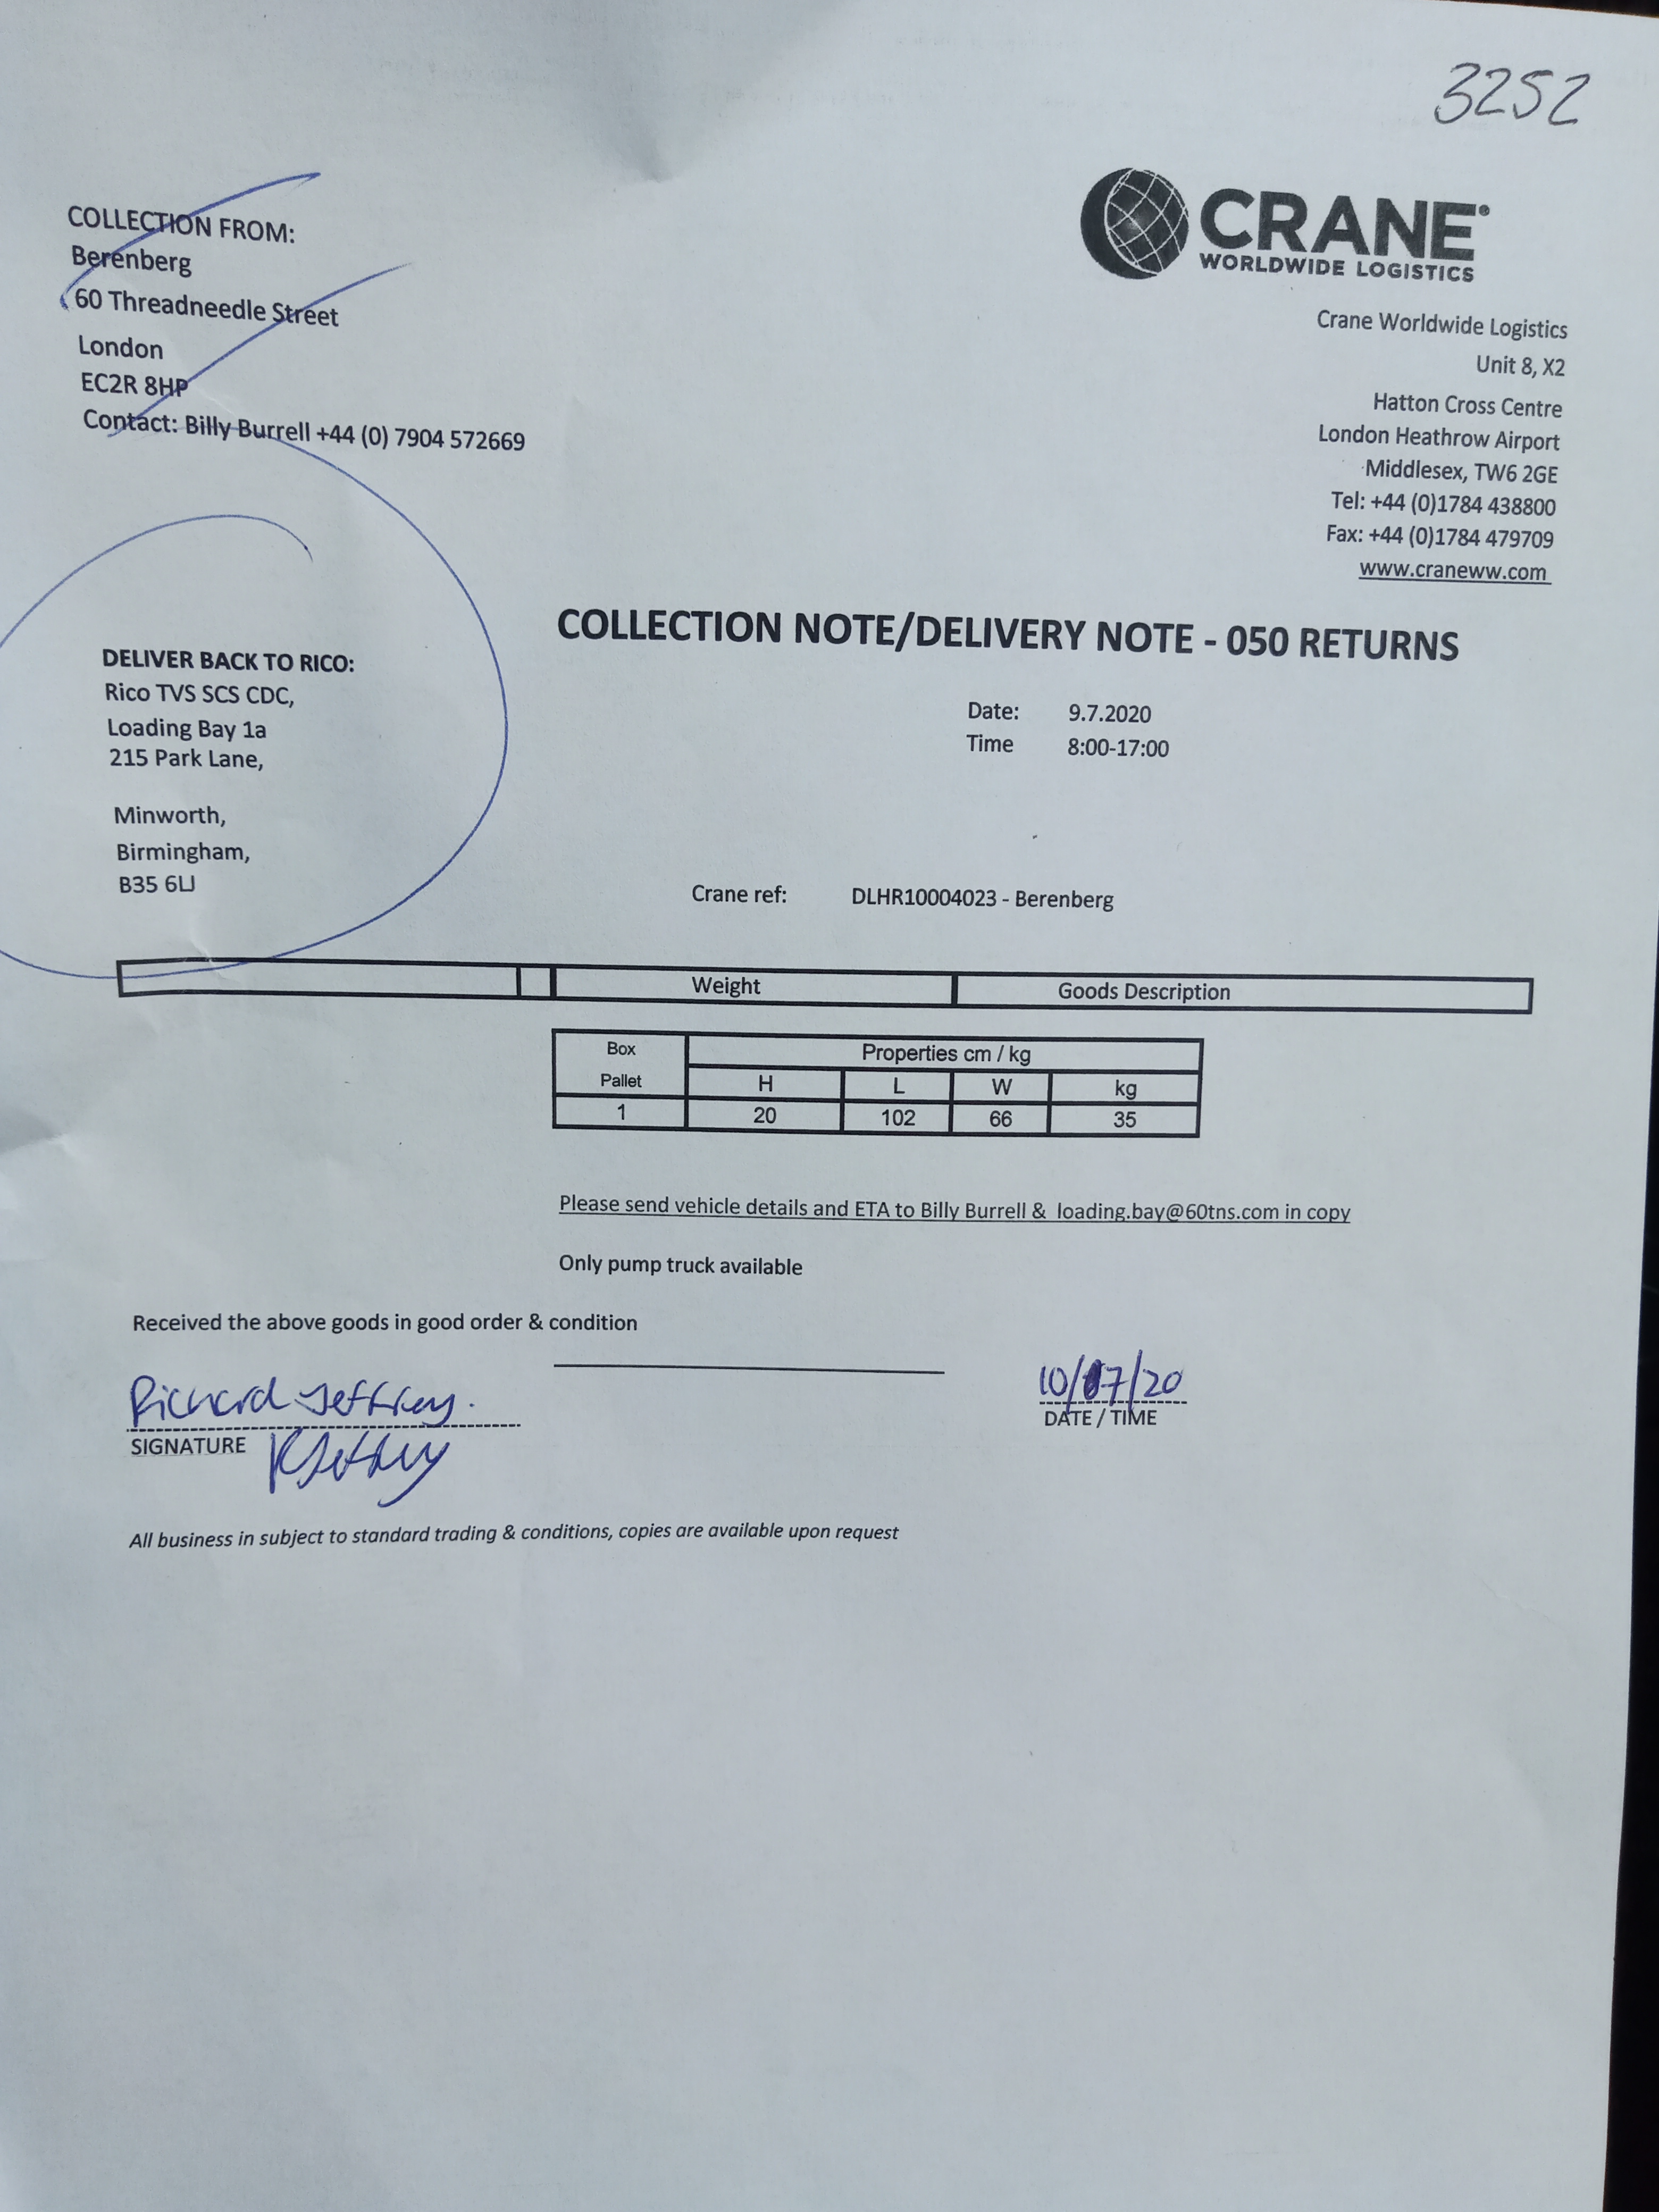 3252
COLLECTION FROM:
Berenberg
60 Threadneedle Street
London
EC2R 8HP
Contact: Billy Burrell +44 (0) 7904 572669
CRANE
WORLDWIDE LOGISTICS
Crane Worldwide Logistics
Unit 8, X2
Hatton Cross Centre
London Heathrow Airport
Middlesex, TW6 2GE
Tel: +44 (0)1784 438800
Fax: +44 (0)1784 479709
www.craneww.com
COLLECTION NOTE/DELIVERY NOTE - 050 RETURNS
DELIVER BACK TO RICO:
Rico TVS SCS CDC,
Loading Bay 1a
215 Park Lane,
Minworth,
Birmingham,
B35 6LJ
Date: 9.7.2020
Time 8:00-17:00
Crane ref: DLHR10004023 - Berenberg
Weight Goods Description
Box Properties cm / kg
Pallet H L W kg
1 20 102 66 35
Please send vehicle details and ETA to Billy Burrell & loading.bay@60tns.com in copy
Only pump truck available
Received the above goods in good order & condition
Richard Jeffrey. 10/07/20
SIGNATURE RJeffrey DATE / TIME
All business in subject to standard trading & conditions, copies are available upon request